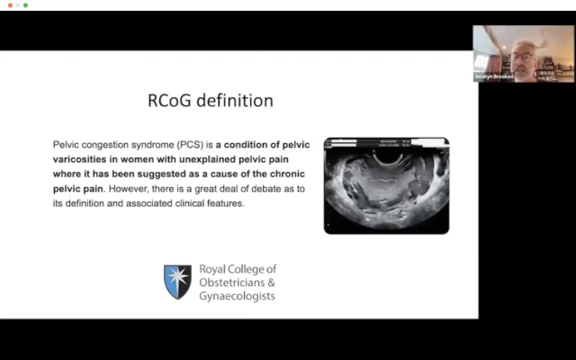 RCoG definition
Pelvic congestion syndrome (PCS) is a condition of pelvic
varicosities in women with unexplained pelvic pain
where it has been suggested as a cause of the chronic
pelvic pain. However, there is a great deal of debate as to
its definition and associated clinical features.
Royal College of
Obstetricians &
Gynaecologists
Jocelyn Brookes